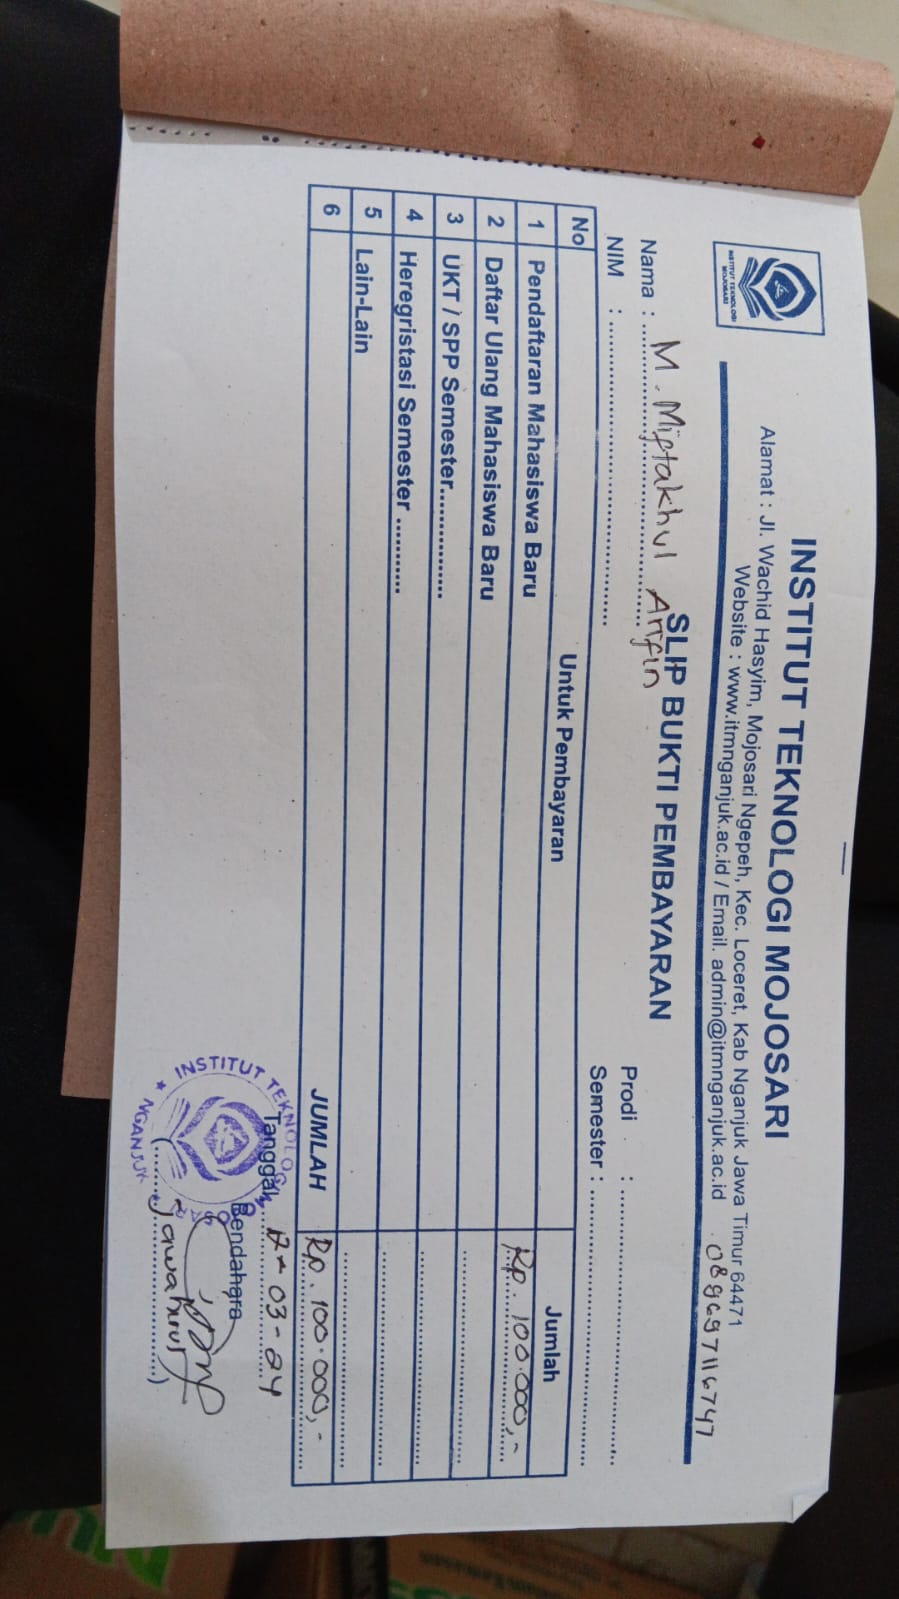 INSTITUT TEKNOLOGI MOJOSARI
INSTITUT TEKNOLOGI
MOJOSARI
Alamat : Jl. Wachid Hasyim, Mojosari Ngepeh, Kec. Loceret, Kab Nganjuk Jawa Timur 64471
Website : www.itmnganjuk.ac.id / Email. admin@itmnganjuk.ac.id
089697116747
SLIP BUKTI PEMBAYARAN
Nama : M. Miftakhul Arifin
Prodi :
NIM :
Semester :
No Untuk Pembayaran Jumlah
1 Pendaftaran Mahasiswa Baru Rp. 100.000,-
2 Daftar Ulang Mahasiswa Baru
3 UKT / SPP Semester...............
4 Heregristasi Semester ...........
5 Lain-Lain
6
JUMLAH Rp. 100.000,-
Tanggal, 03-24
Bendahara
INSTITUT TEKNOLOGI
NGANJUK